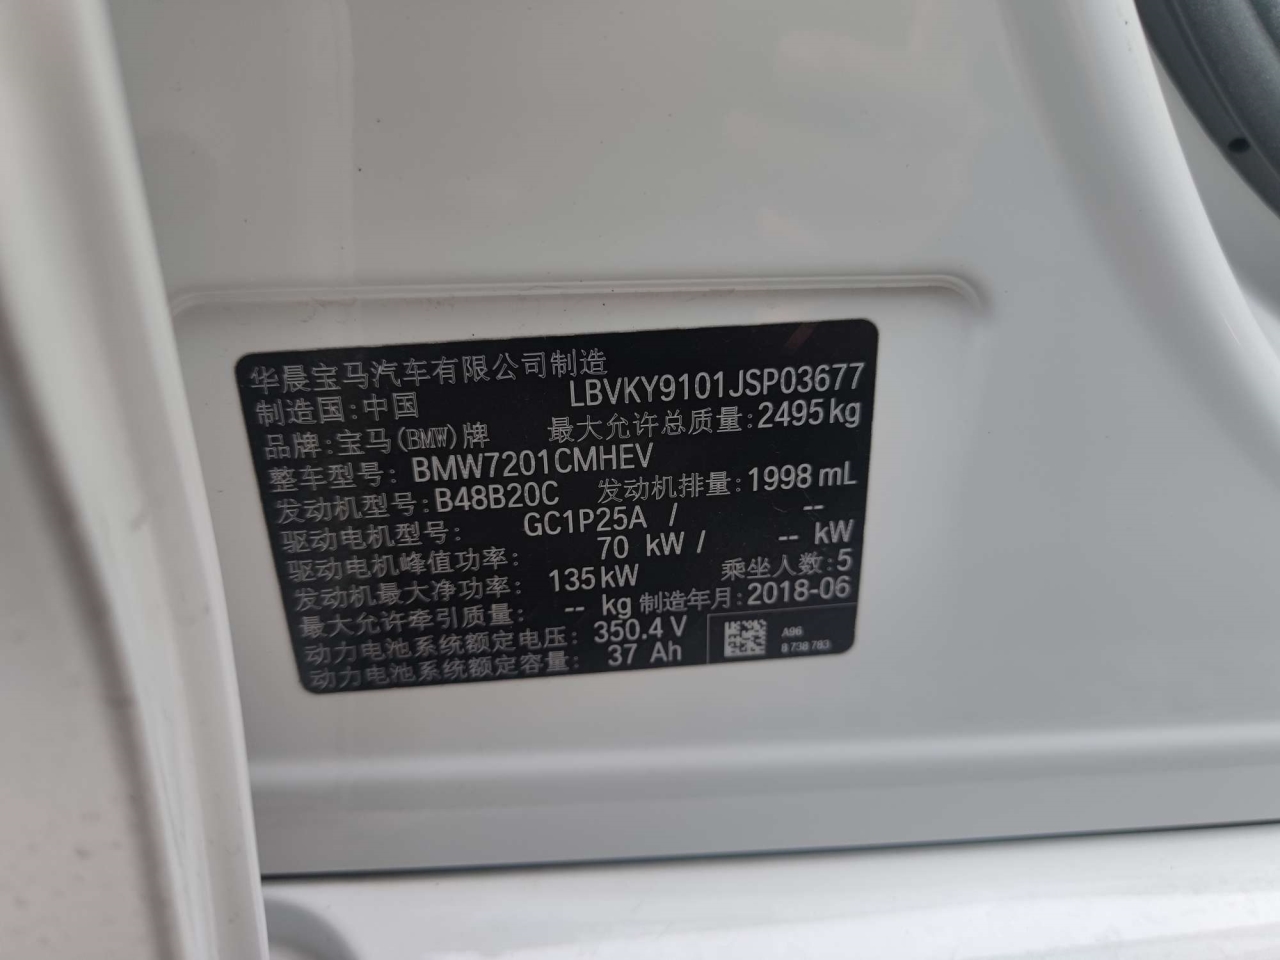 华晨宝马汽车有限公司制造
制造国:中国 LBVKY9101JSP03677
品牌:宝马(BMW)牌 最大允许总质量:2495kg
整车型号: BMW7201CMHEV
发动机型号:B48B20C 发动机排量:1998 mL
驱动电机型号: GC1P25A / --
驱动电机峰值功率: 70 kW / -- kW
发动机最大净功率: 135kW 乘坐人数:5
最大允许牵引质量: -- kg 制造年月:2018-06
动力电池系统额定电压: 350.4 V
动力电池系统额定容量: 37 Ah
A96
8 738 783